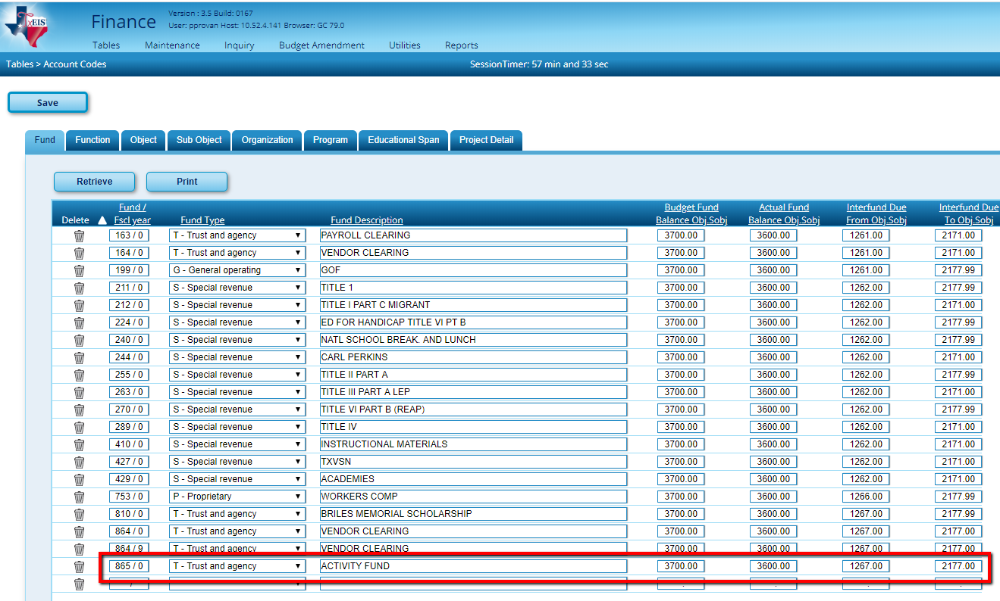 TxEIS
Finance
Version : 3.5 Build: 0167
User: pprovan Host: 10.52.4.141 Browser: GC 79.0
Tables Maintenance Inquiry Budget Amendment Utilities Reports
Tables > Account Codes SessionTimer: 57 min and 33 sec
Save
Fund Function Object Sub Object Organization Program Educational Span Project Detail
Retrieve Print
Fund / Budget Fund Actual Fund Interfund Due Interfund Due
Delete ▲ Fscl year Fund Type Fund Description Balance Obj.Sobj Balance Obj.Sobj From Obj.Sobj To Obj.Sobj
163 / 0 T - Trust and agency ▼ PAYROLL CLEARING 3700.00 3600.00 1261.00 2171.00
164 / 0 T - Trust and agency ▼ VENDOR CLEARING 3700.00 3600.00 1261.00 2171.00
199 / 0 G - General operating ▼ GOF 3700.00 3600.00 1261.00 2177.99
211 / 0 S - Special revenue ▼ TITLE 1 3700.00 3600.00 1262.00 2177.99
212 / 0 S - Special revenue ▼ TITLE I PART C MIGRANT 3700.00 3600.00 1262.00 2171.00
224 / 0 S - Special revenue ▼ ED FOR HANDICAP TITLE VI PT B 3700.00 3600.00 1262.00 2177.99
240 / 0 S - Special revenue ▼ NATL SCHOOL BREAK. AND LUNCH 3700.00 3600.00 1262.00 2177.99
244 / 0 S - Special revenue ▼ CARL PERKINS 3700.00 3600.00 1262.00 2171.00
255 / 0 S - Special revenue ▼ TITLE II PART A 3700.00 3600.00 1262.00 2177.99
263 / 0 S - Special revenue ▼ TITLE III PART A LEP 3700.00 3600.00 1262.00 2171.00
270 / 0 S - Special revenue ▼ TITLE VI PART B (REAP) 3700.00 3600.00 1262.00 2177.99
289 / 0 S - Special revenue ▼ TITLE IV 3700.00 3600.00 1262.00 2171.00
410 / 0 S - Special revenue ▼ INSTRUCTIONAL MATERIALS 3700.00 3600.00 1262.00 2171.00
427 / 0 S - Special revenue ▼ TXVSN 3700.00 3600.00 1262.00 2171.00
429 / 0 S - Special revenue ▼ ACADEMIES 3700.00 3600.00 1262.00 2171.00
753 / 0 P - Proprietary ▼ WORKERS COMP 3700.00 3600.00 1266.00 2177.99
810 / 0 T - Trust and agency ▼ BRILES MEMORIAL SCHOLARSHIP 3700.00 3600.00 1267.00 2177.99
864 / 0 T - Trust and agency ▼ VENDOR CLEARING 3700.00 3600.00 1267.00 2177.00
864 / 9 T - Trust and agency ▼ VENDOR CLEARING 3700.00 3600.00 1267.00 2177.00
865 / 0 T - Trust and agency ▼ ACTIVITY FUND 3700.00 3600.00 1267.00 2177.00
/ ▼ . . . .